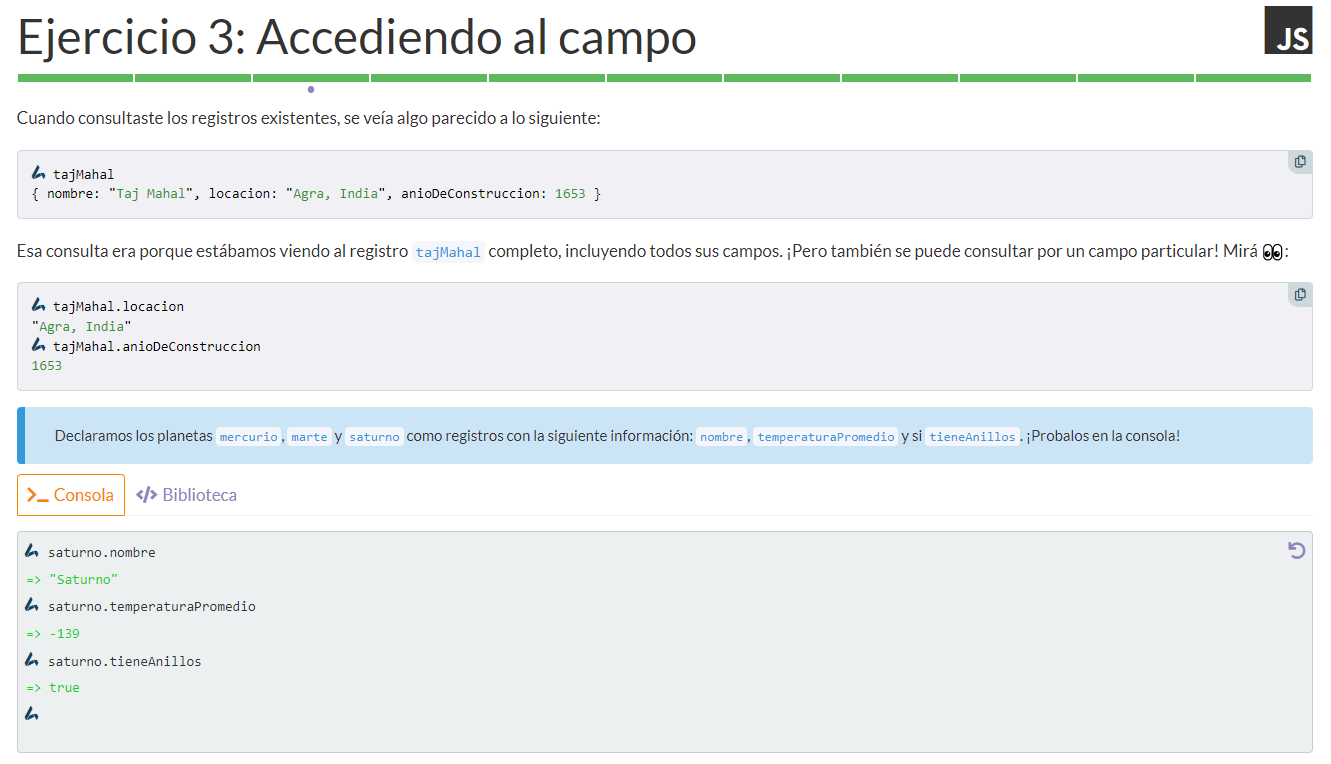 Ejercicio 3: Accediendo al campo
JS
Cuando consultaste los registros existentes, se veía algo parecido a lo siguiente:
tajMahal
{ nombre: "Taj Mahal", locacion: "Agra, India", anioDeConstruccion: 1653 }
Esa consulta era porque estábamos viendo al registro tajMahal completo, incluyendo todos sus campos. ¡Pero también se puede consultar por un campo particular! Mirá 👀:
tajMahal.locacion
"Agra, India"
tajMahal.anioDeConstruccion
1653
Declaramos los planetas mercurio, marte y saturno como registros con la siguiente información: nombre, temperaturaPromedio y si tieneAnillos. ¡Probalos en la consola!
>_ Consola </> Biblioteca
saturno.nombre
=> "Saturno"
saturno.temperaturaPromedio
=> -139
saturno.tieneAnillos
=> true